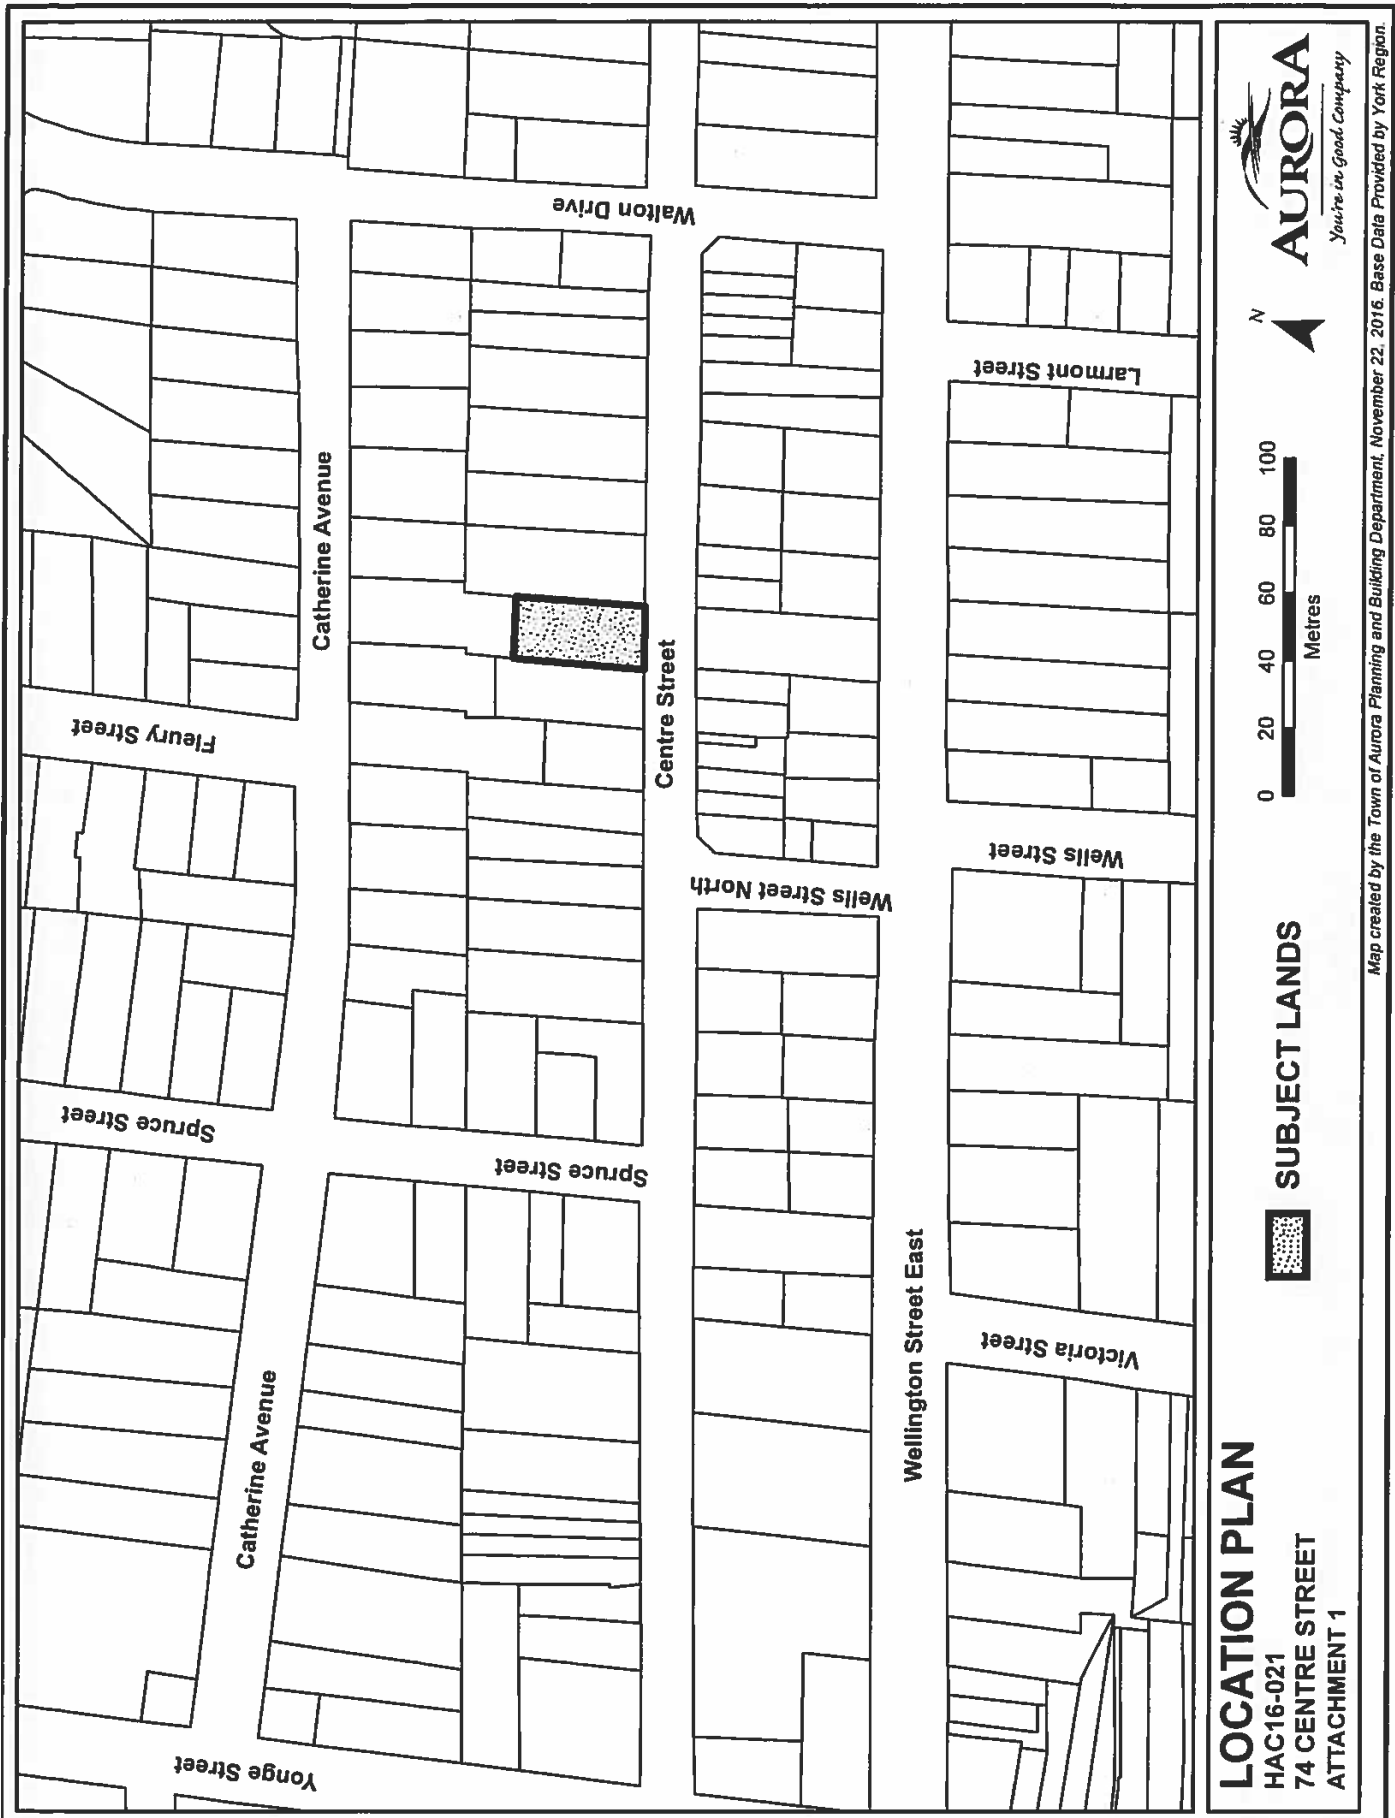 Yonge Street
Catherine Avenue
Spruce Street
Spruce Street
Fleury Street
Catherine Avenue
Walton Drive
Centre Street
Wells Street North
Wellington Street East
Victoria Street
Wells Street
Larmont Street
LOCATION PLAN
HAC16-021
74 CENTRE STREET
ATTACHMENT 1
SUBJECT LANDS
0 20 40 60 80 100
Metres
N
AURORA
You're in Good Company
Map created by the Town of Aurora Planning and Building Department, November 22, 2016. Base Data Provided by York Region.